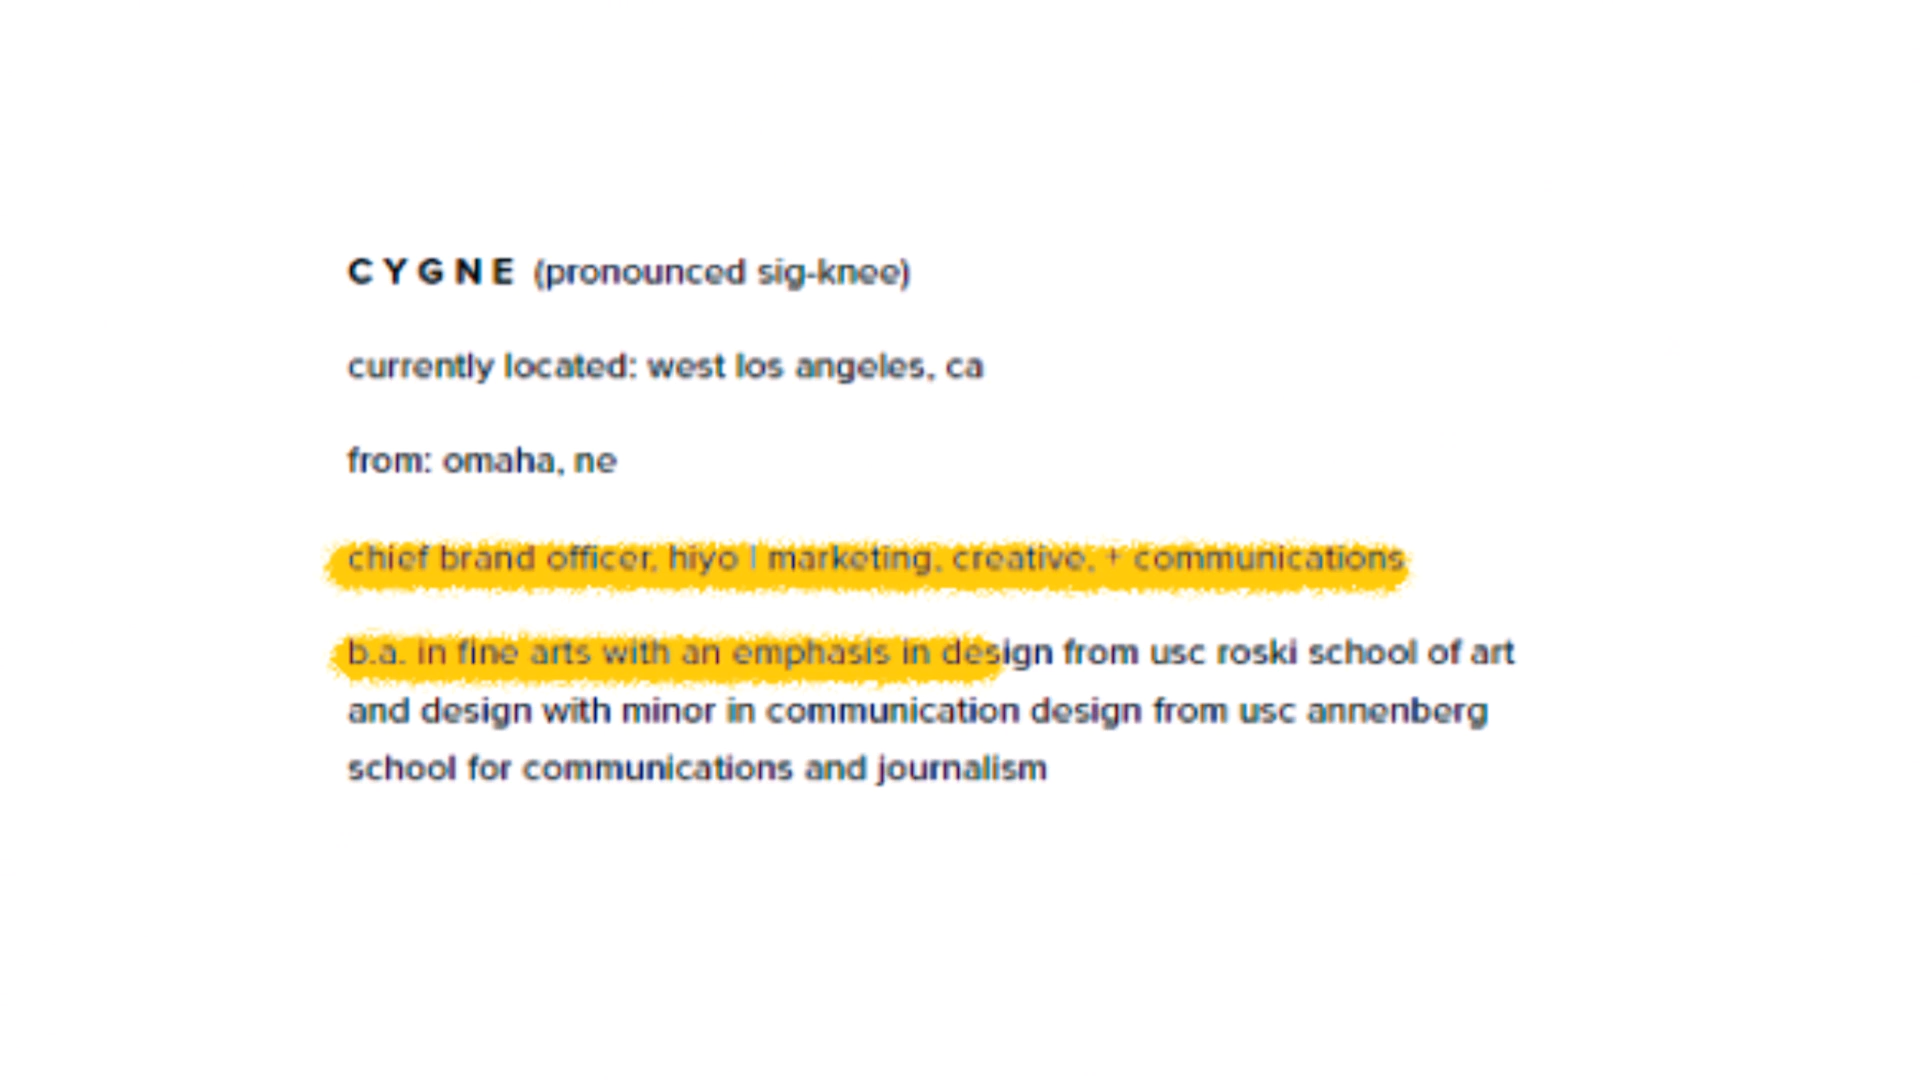 CYGNE (pronounced sig-knee)
currently located: west los angeles, ca
from: omaha, ne
chief brand officer, hiyo | marketing, creative, + communications
b.a. in fine arts with an emphasis in design from usc roski school of art
and design with minor in communication design from usc annenberg
school for communications and journalism